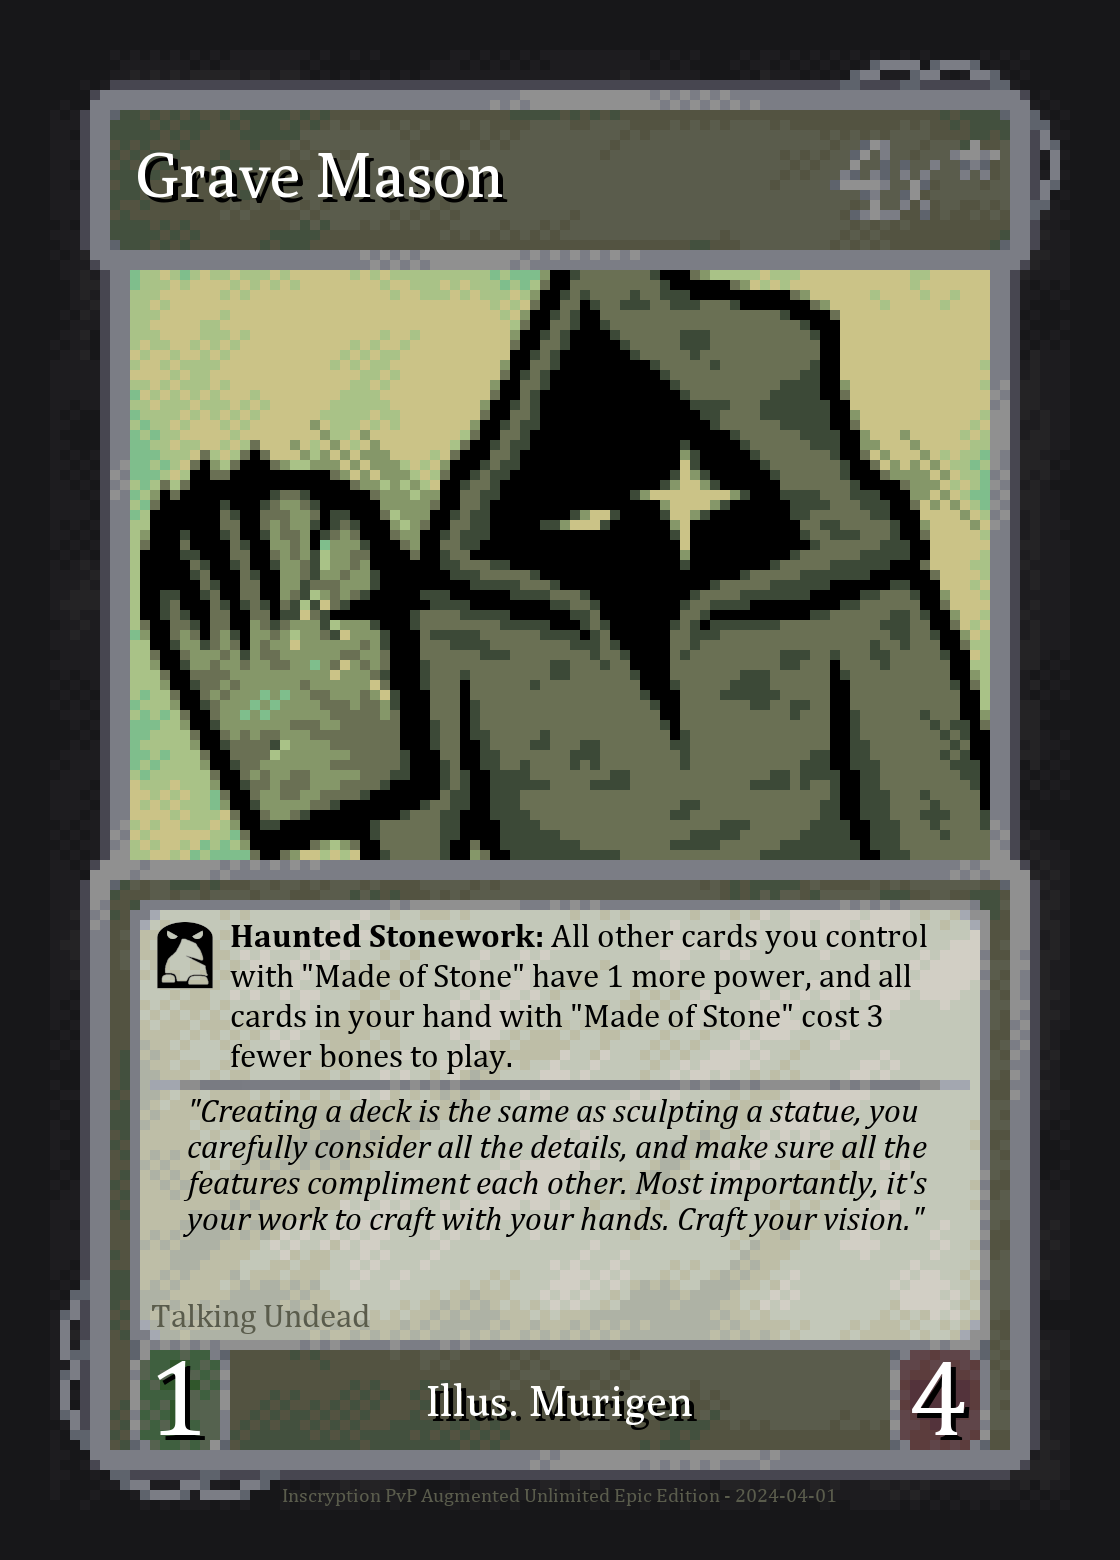 Grave Mason
4x*
Haunted Stonework: All other cards you control
with "Made of Stone" have 1 more power, and all
cards in your hand with "Made of Stone" cost 3
fewer bones to play.
"Creating a deck is the same as sculpting a statue, you
carefully consider all the details, and make sure all the
features compliment each other. Most importantly, it's
your work to craft with your hands. Craft your vision."
Talking Undead
1
Illus. Murigen
4
Inscryption PvP Augmented Unlimited Epic Edition - 2024-04-01